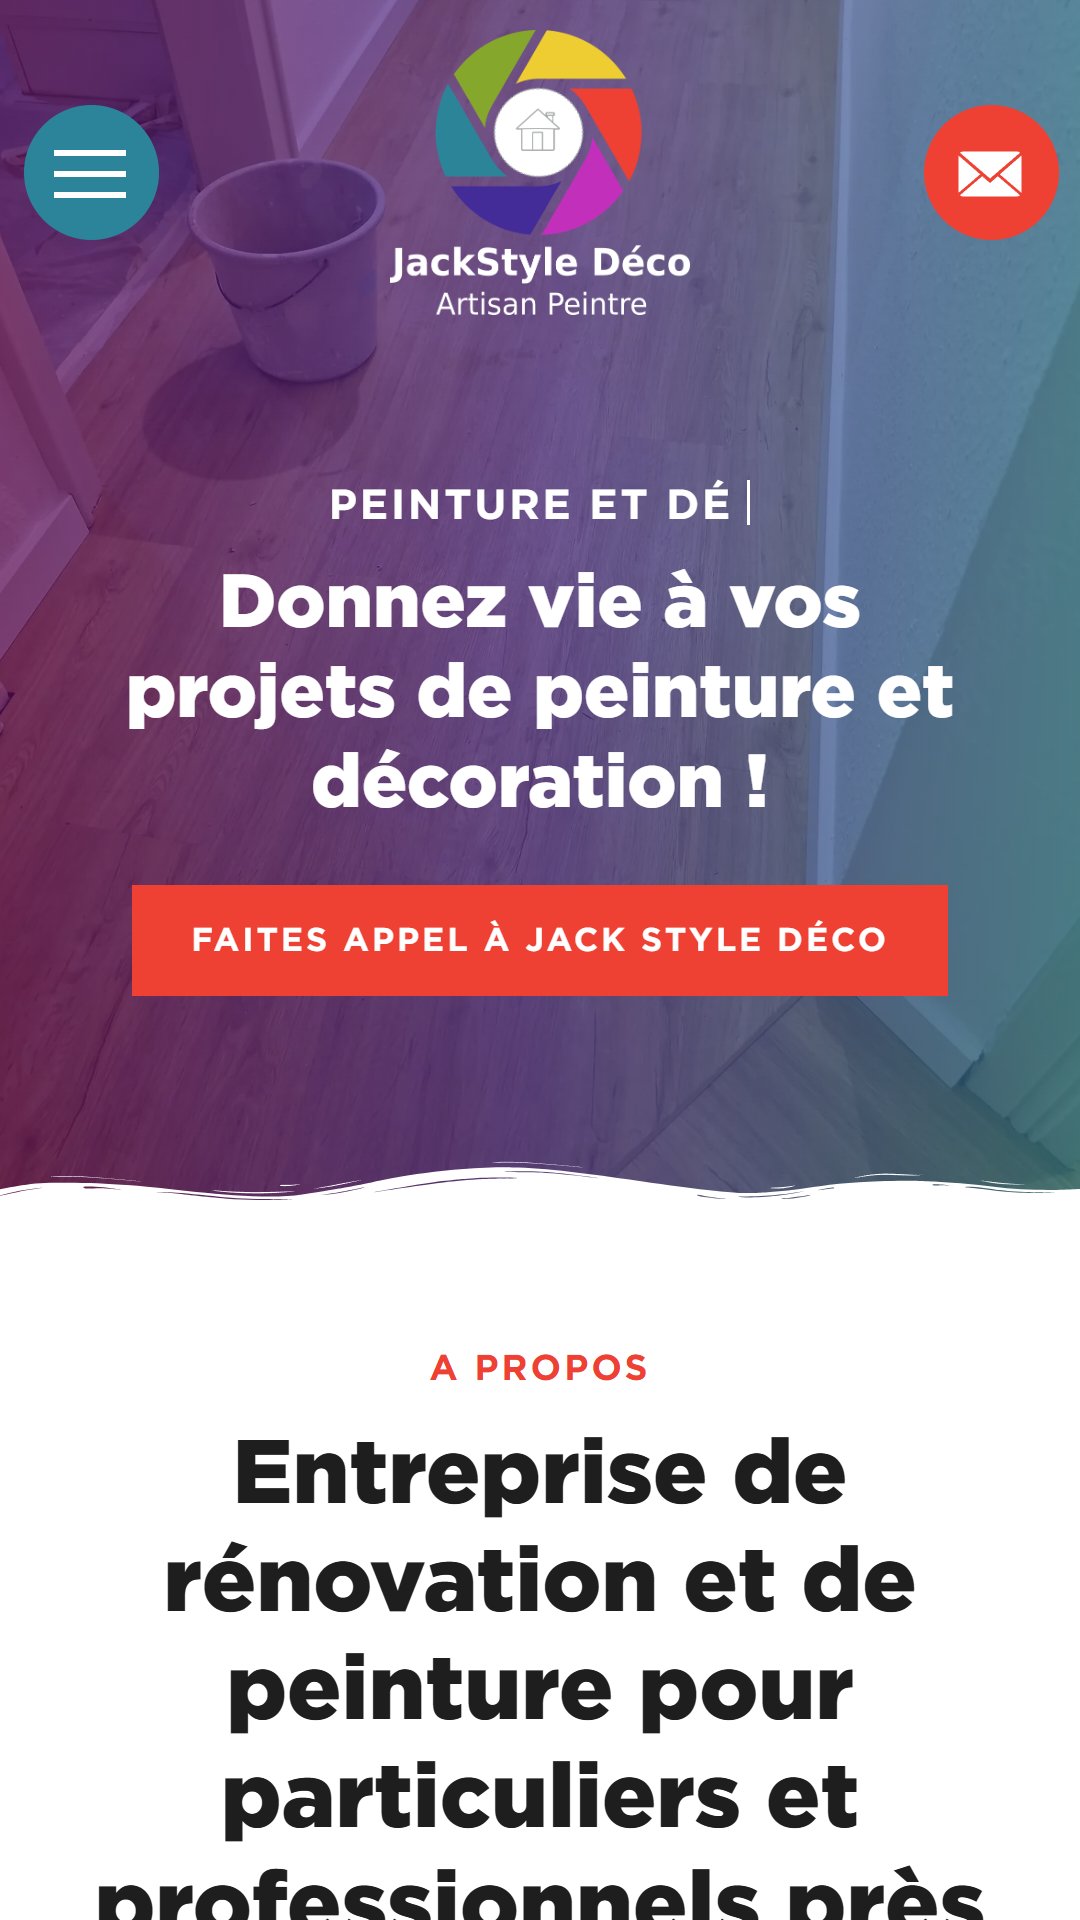 JackStyle Déco
Artisan Peintre
PEINTURE ET DÉ
Donnez vie à vos
projets de peinture et
décoration !
FAITES APPEL À JACK STYLE DÉCO
A PROPOS
Entreprise de
rénovation et de
peinture pour
particuliers et
professionnels près